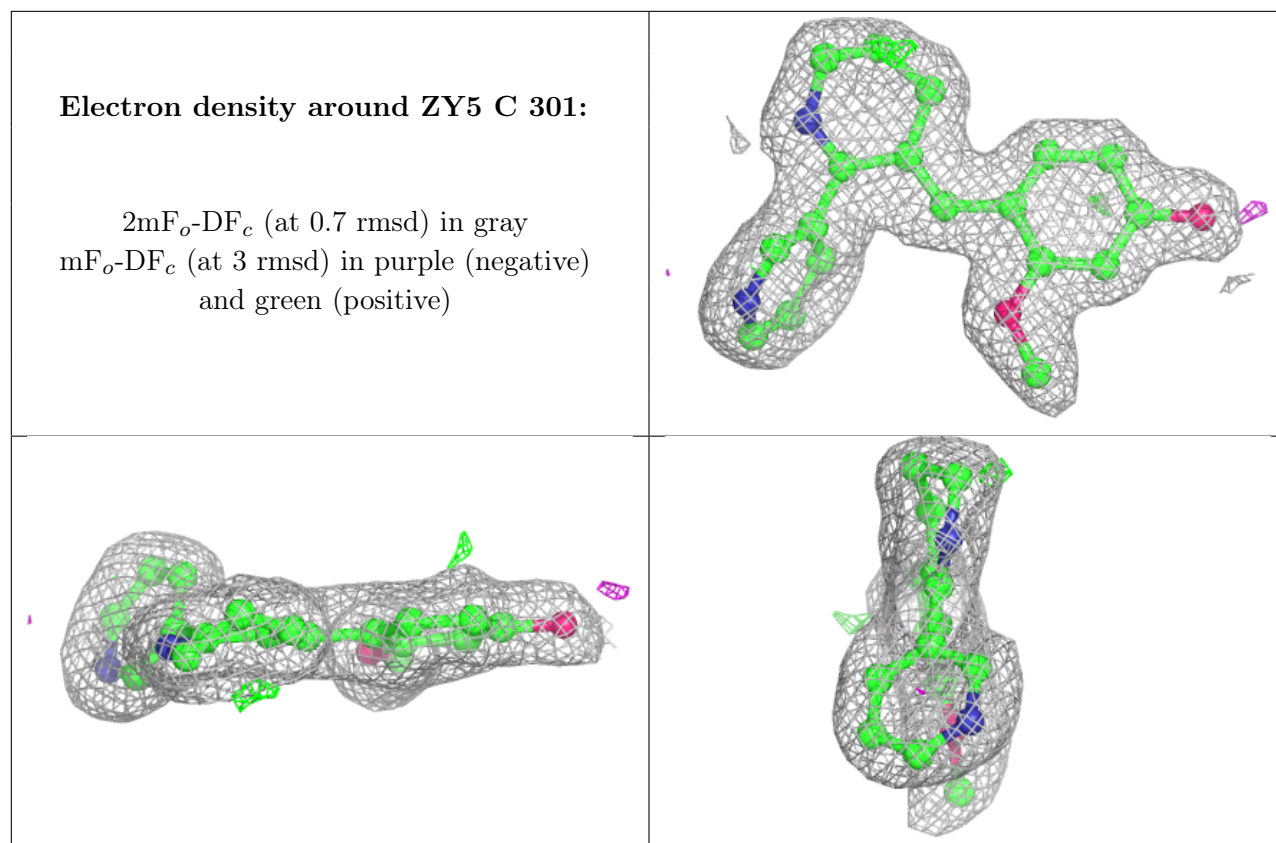 Electron density around ZY5 C 301:
2mFo-DFc (at 0.7 rmsd) in gray
mFo-DFc (at 3 rmsd) in purple (negative)
and green (positive)